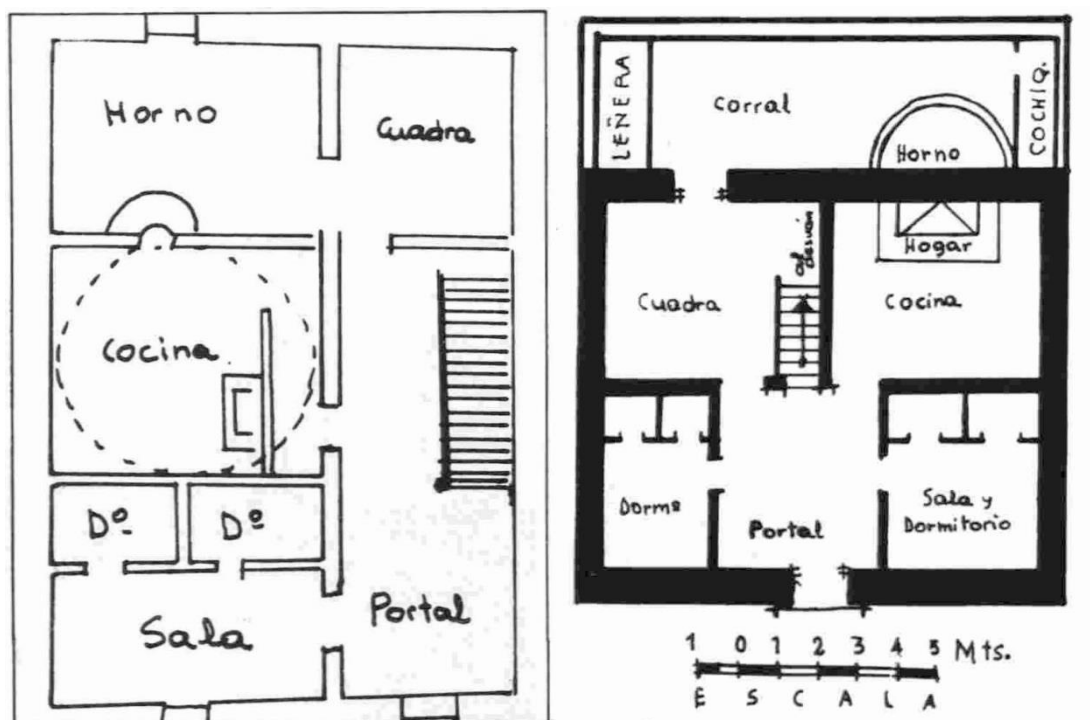 Horno
Cuadra
Cocina
Dº
Dº
Sala
Portal
LEÑERA
Corral
Horno
COCHIQ.
Hogar
al desván
Cuadra
Cocina
Dormº
Portal
Sala y
Dormitorio
1 0 1 2 3 4 5 Mts.
E S C A L A